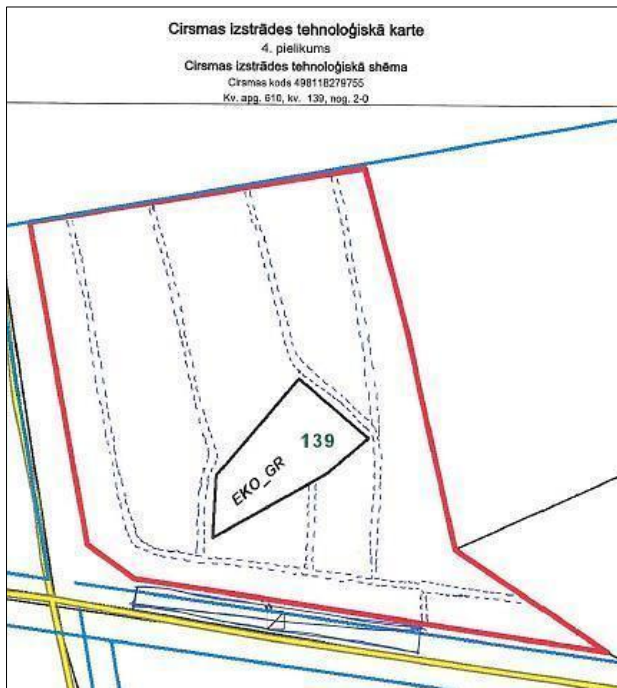 Cirsmas izstrādes tehnoloģiskā karte
4. pielikums
Cirsmas izstrādes tehnoloģiskā shēma
Cirsmas kods 498118279755
Kv. apg. 610, kv. 139, nog. 2-0
139
EKO_GR